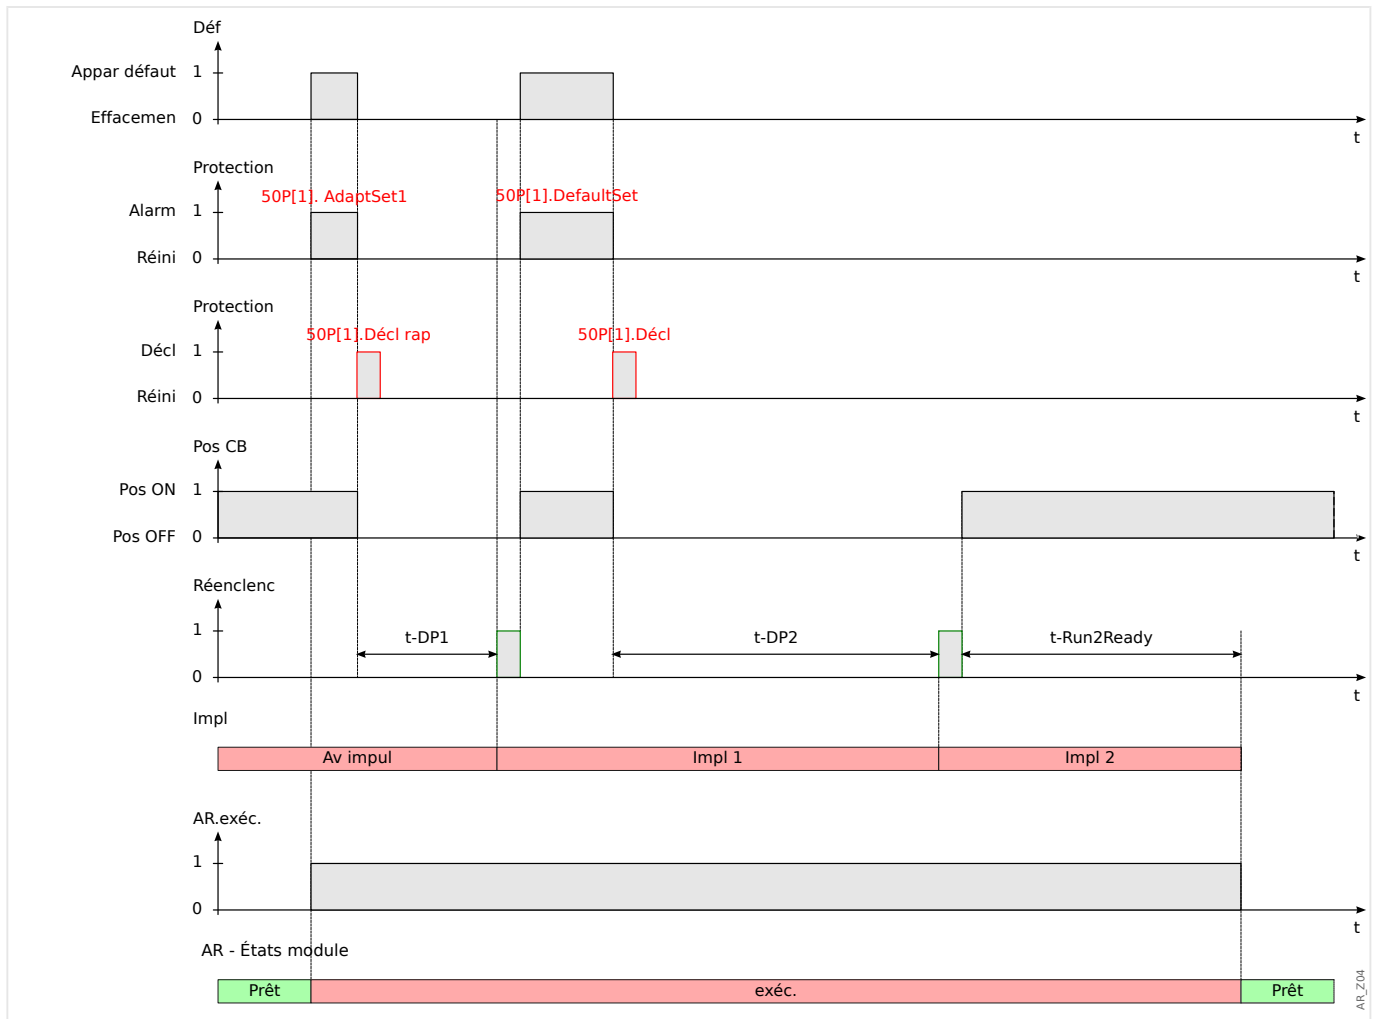 Déf
Appar défaut 1
Effacemen 0
t
Protection
50P[1]. AdaptSet1 50P[1].DefaultSet
Alarm 1
Réini 0
t
Protection
50P[1].Décl rap 50P[1].Décl
Décl 1
Réini 0
t
Pos CB
Pos ON 1
Pos OFF 0
t
Réenclenc
1 t-DP1 t-DP2 t-Run2Ready
0
t
Impl
Av impul Impl 1 Impl 2
AR.exéc.
1
0
t
AR - États module
Prêt exéc. Prêt
AR_Z04